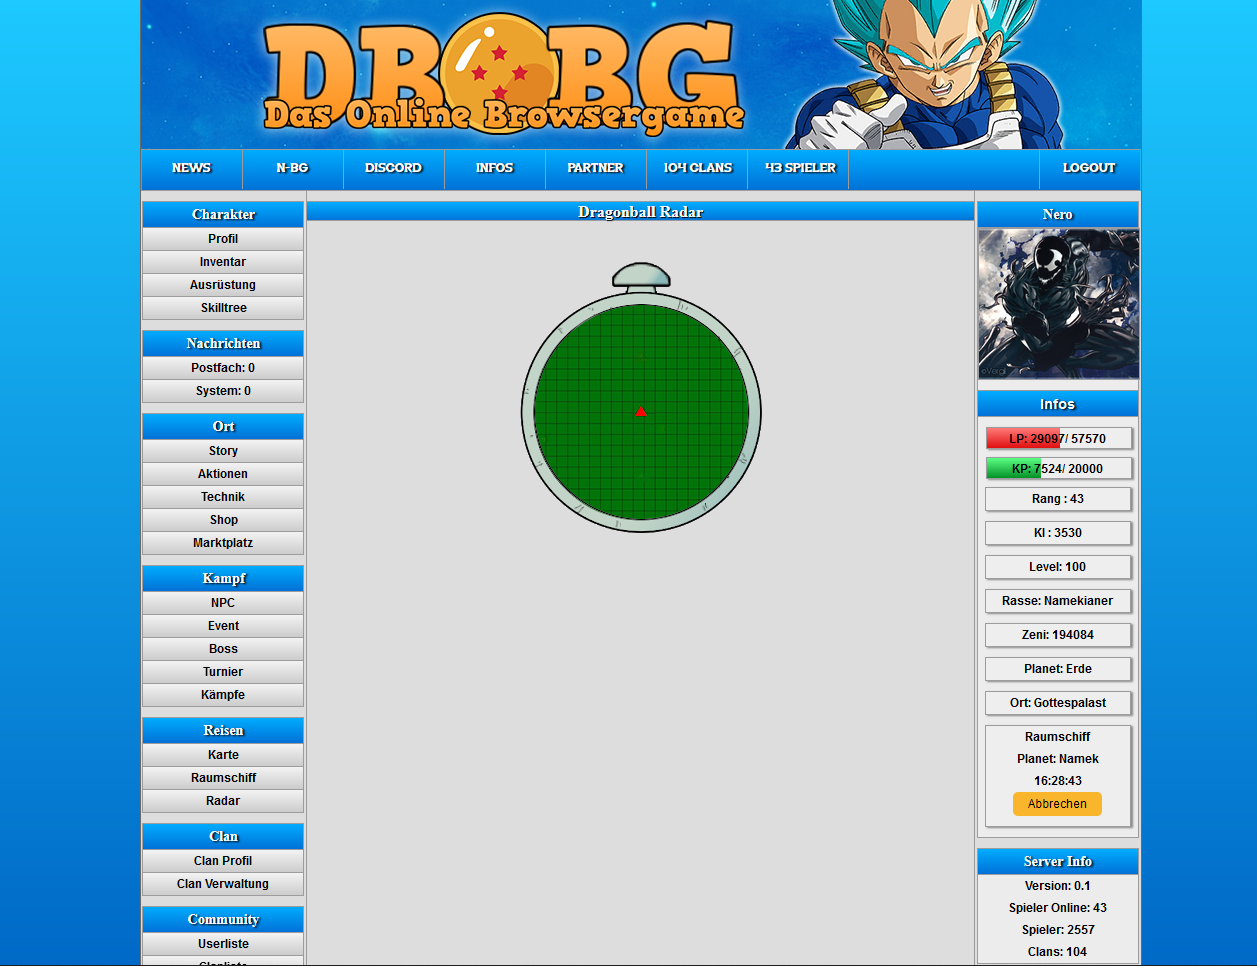 DB BG
Das Online Browsergame
NEWS
N-BG
DISCORD
INFOS
PARTNER
104 CLANS
43 SPIELER
LOGOUT
Charakter
Profil
Inventar
Ausrüstung
Skilltree
Nachrichten
Postfach: 0
System: 0
Ort
Story
Aktionen
Technik
Shop
Marktplatz
Kampf
NPC
Event
Boss
Turnier
Kämpfe
Reisen
Karte
Raumschiff
Radar
Clan
Clan Profil
Clan Verwaltung
Community
Userliste
Clanliste
Dragonball Radar
Nero
Infos
LP: 29097/ 57570
KP: 7524/ 20000
Rang : 43
KI : 3530
Level: 100
Rasse: Namekianer
Zeni: 194084
Planet: Erde
Ort: Gottespalast
Raumschiff
Planet: Namek
16:28:43
Abbrechen
Server Info
Version: 0.1
Spieler Online: 43
Spieler: 2557
Clans: 104